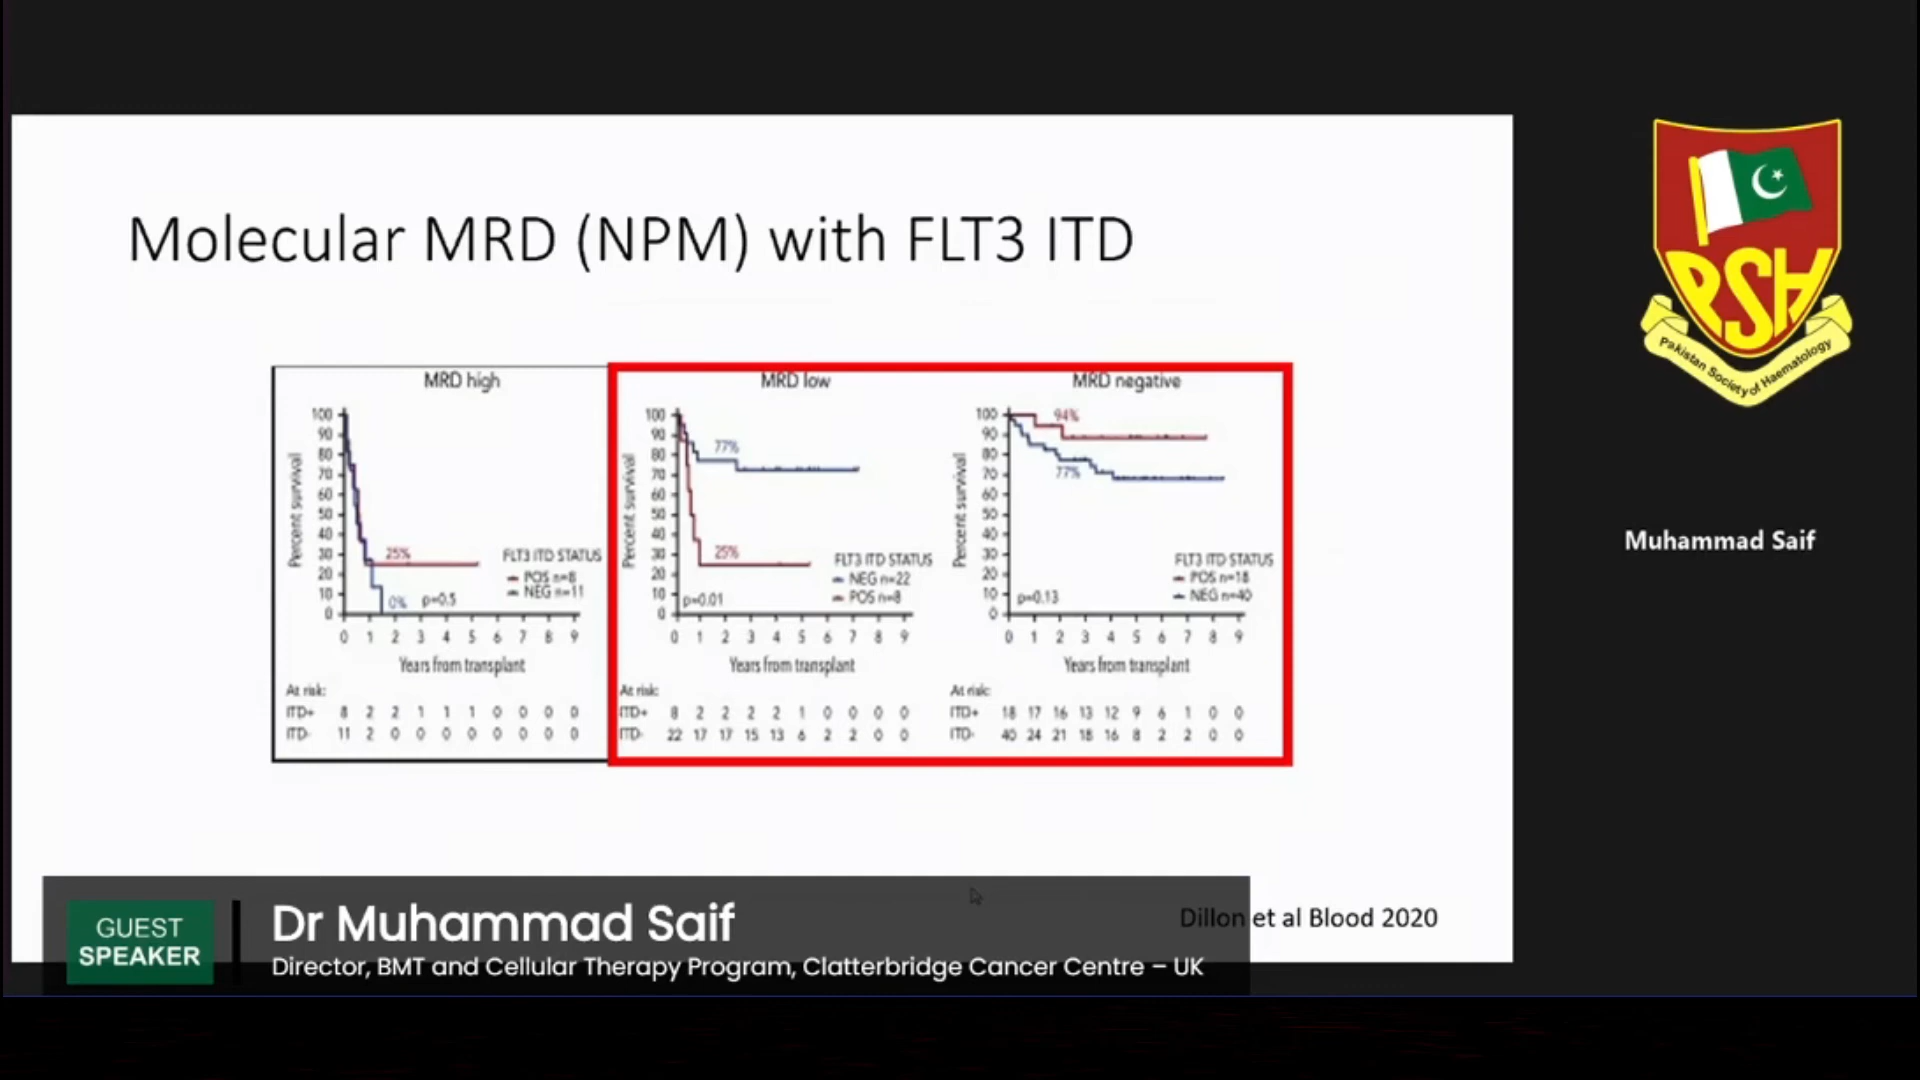 Molecular MRD (NPM) with FLT3 ITD
MRD high
Percent survival
100
90
80
70
60
50
40
30
20
10
0
25%
0%
p=0.5
FLT3 ITD STATUS
POS n=8
NEG n=11
0 1 2 3 4 5 6 7 8 9
Years from transplant
At risk:
ITD+ 8 2 2 1 1 1 0 0 0 0
ITD- 11 2 0 0 0 0 0 0 0 0
MRD low
Percent survival
100
90
80
70
60
50
40
30
20
10
0
77%
25%
p=0.01
FLT3 ITD STATUS
NEG n=22
POS n=8
0 1 2 3 4 5 6 7 8 9
Years from transplant
At risk:
ITD+ 8 2 2 2 2 1 0 0 0 0
ITD- 22 17 17 15 13 6 2 2 0 0
MRD negative
Percent survival
100
90
80
70
60
50
40
30
20
10
0
94%
77%
p=0.13
FLT3 ITD STATUS
POS n=18
NEG n=40
0 1 2 3 4 5 6 7 8 9
Years from transplant
At risk:
ITD+ 18 17 16 13 12 9 6 1 0 0
ITD- 40 24 21 18 16 8 2 2 0 0
Dillon et al Blood 2020
GUEST
SPEAKER
Dr Muhammad Saif
Director, BMT and Cellular Therapy Program, Clatterbridge Cancer Centre – UK
PSH
Pakistan Society of Haematology
Muhammad Saif